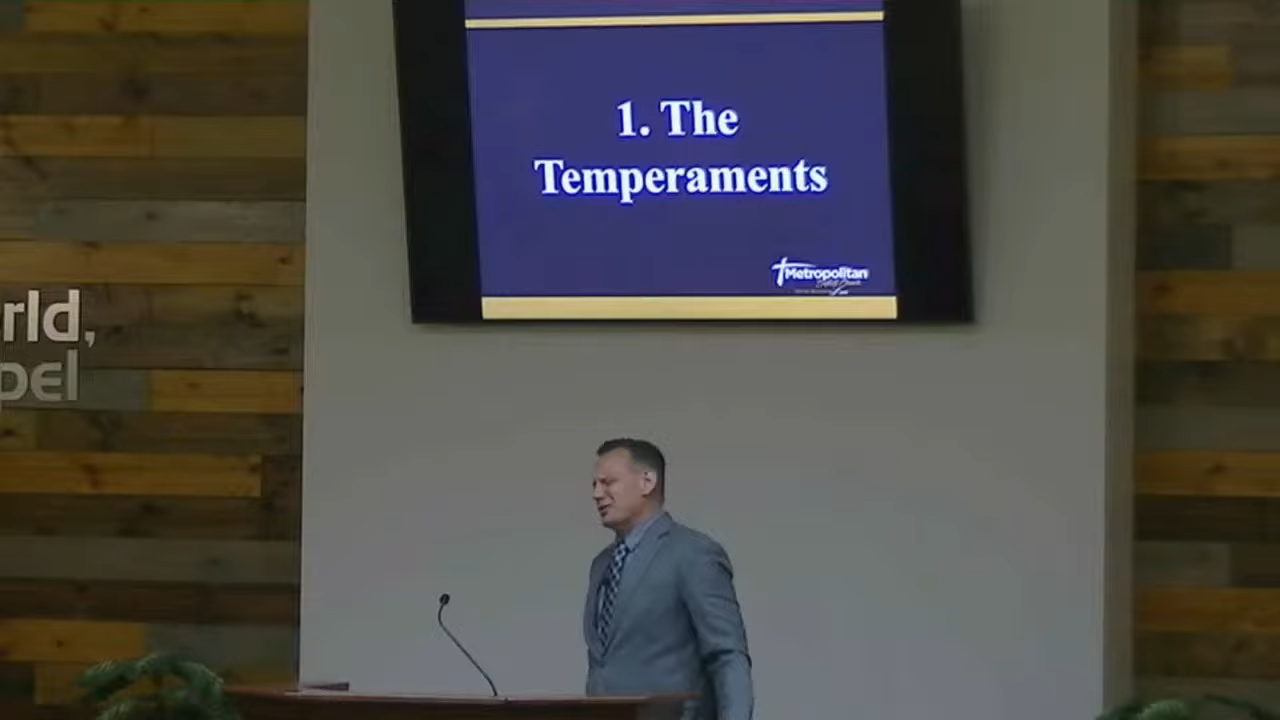 1. The
Temperaments
Metropolitan
rld,
pel